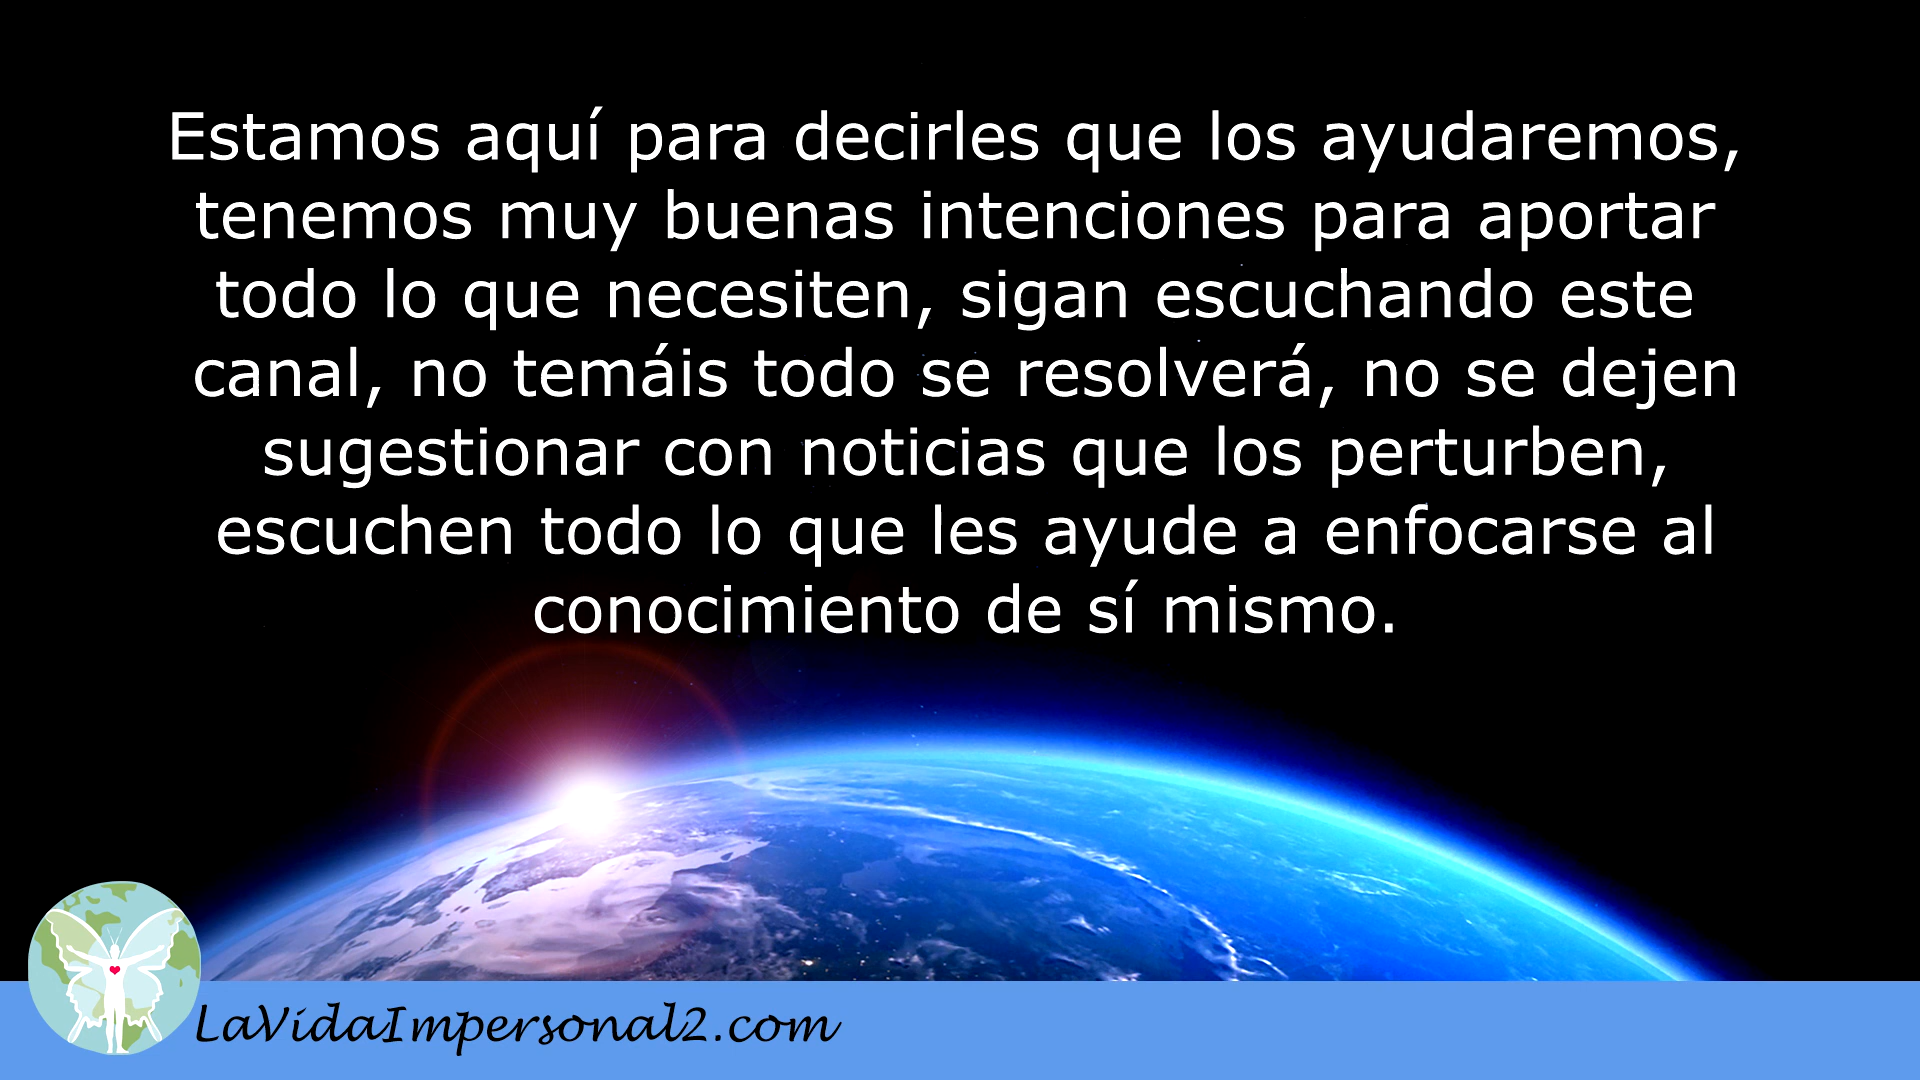 Estamos aquí para decirles que los ayudaremos,
tenemos muy buenas intenciones para aportar
todo lo que necesiten, sigan escuchando este
canal, no temáis todo se resolverá, no se dejen
sugestionar con noticias que los perturben,
escuchen todo lo que les ayude a enfocarse al
conocimiento de sí mismo.
LaVidaImpersonal2.com